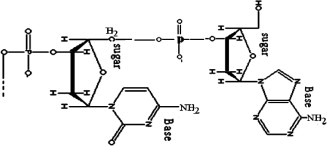 OH
H2
O P O C O P O
sugar
sugar
H H H H
O O
H H H H
N N
N NH2
Base
O
N N
N N
NH2
Base